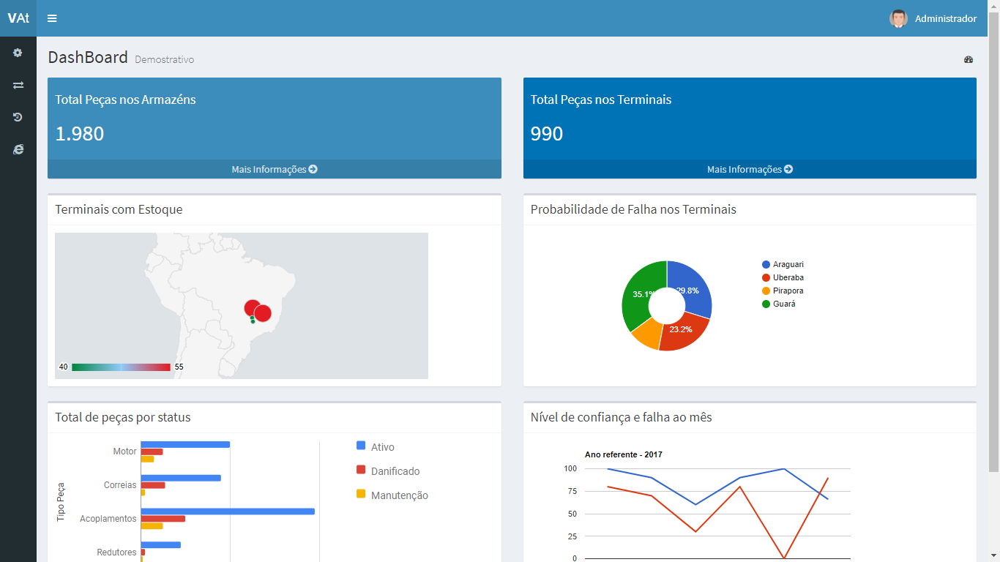 VAt
Administrador
DashBoard Demostrativo
Total Peças nos Armazéns
1.980
Mais Informações
Total Peças nos Terminais
990
Mais Informações
Terminais com Estoque
40
55
Probabilidade de Falha nos Terminais
35.1%
29.8%
23.2%
Araguari
Uberaba
Pirapora
Guará
Total de peças por status
Tipo Peça
Motor
Correias
Acoplamentos
Redutores
Ativo
Danificado
Manutenção
Nível de confiança e falha ao mês
Ano referente - 2017
100
75
50
25
0